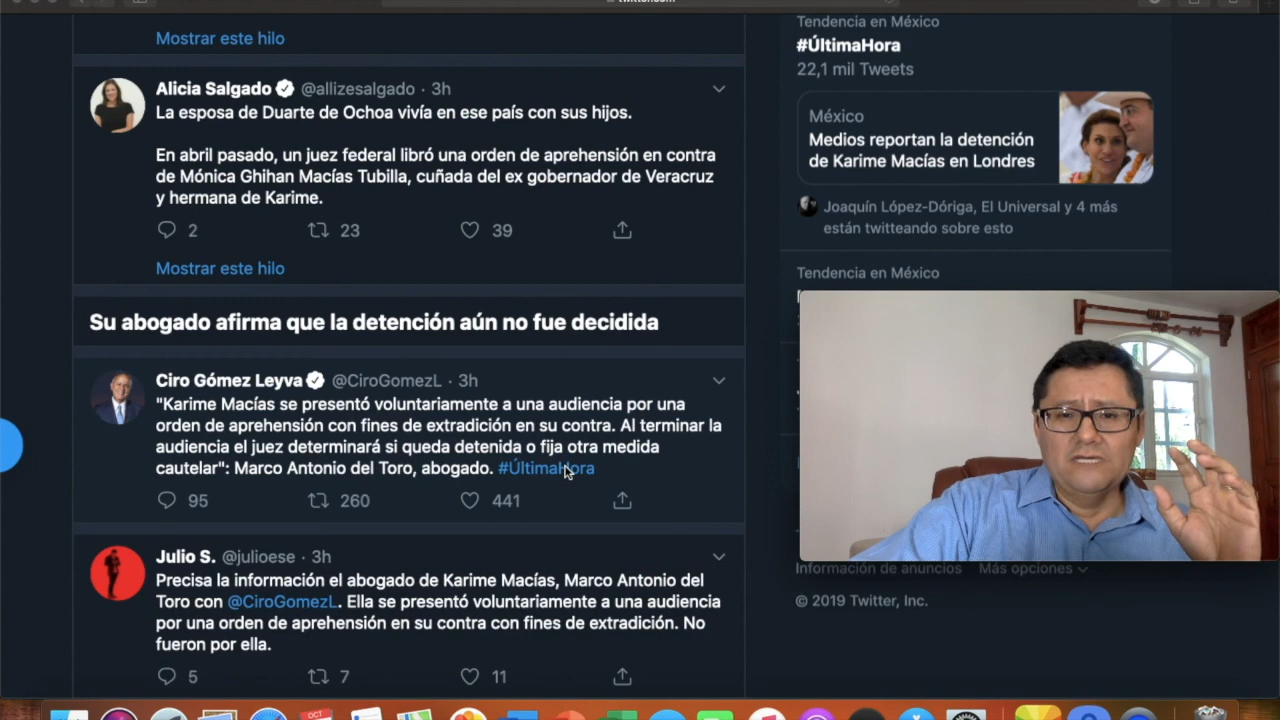 twitter.com
Mostrar este hilo
Alicia Salgado @allizesalgado · 3h
La esposa de Duarte de Ochoa vivía en ese país con sus hijos.
En abril pasado, un juez federal libró una orden de aprehensión en contra
de Mónica Ghihan Macías Tubilla, cuñada del ex gobernador de Veracruz
y hermana de Karime.
2 23 39
Mostrar este hilo
Su abogado afirma que la detención aún no fue decidida
Ciro Gómez Leyva @CiroGomezL · 3h
"Karime Macías se presentó voluntariamente a una audiencia por una
orden de aprehensión con fines de extradición en su contra. Al terminar la
audiencia el juez determinará si queda detenida o fija otra medida
cautelar": Marco Antonio del Toro, abogado. #ÚltimaHora
95 260 441
Julio S. @julioese · 3h
Precisa la información el abogado de Karime Macías, Marco Antonio del
Toro con @CiroGomezL. Ella se presentó voluntariamente a una audiencia
por una orden de aprehensión en su contra con fines de extradición. No
fueron por ella.
5 7 11
Tendencia en México
#ÚltimaHora
22,1 mil Tweets
México
Medios reportan la detención
de Karime Macías en Londres
Joaquín López-Dóriga, El Universal y 4 más
están twitteando sobre esto
Tendencia en México
Información de anuncios Más opciones
© 2019 Twitter, Inc.
OCT